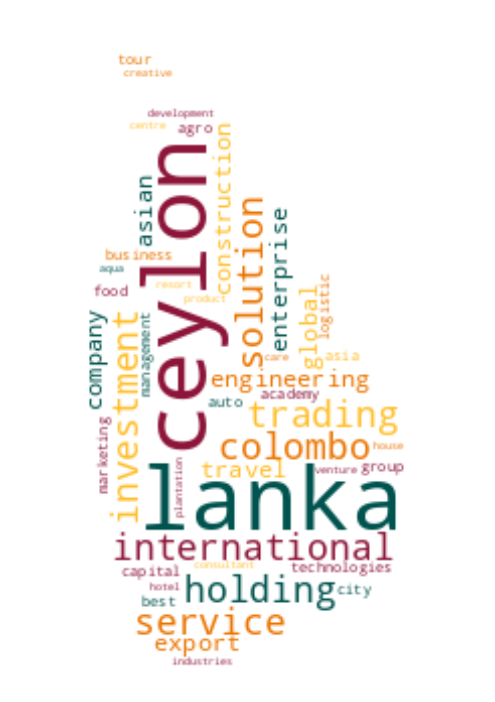 tour
creative
development
centre
agro
construction
ceylon
asian
solution
enterprise
business
aqua
resort
food
product
global
logistic
company
investment
management
care
asia
engineering
academy
auto
trading
marketing
colombo
house
travel
venture
group
plantation
lanka
international
consultant
capital
technologies
hotel
holding
city
best
service
export
industries